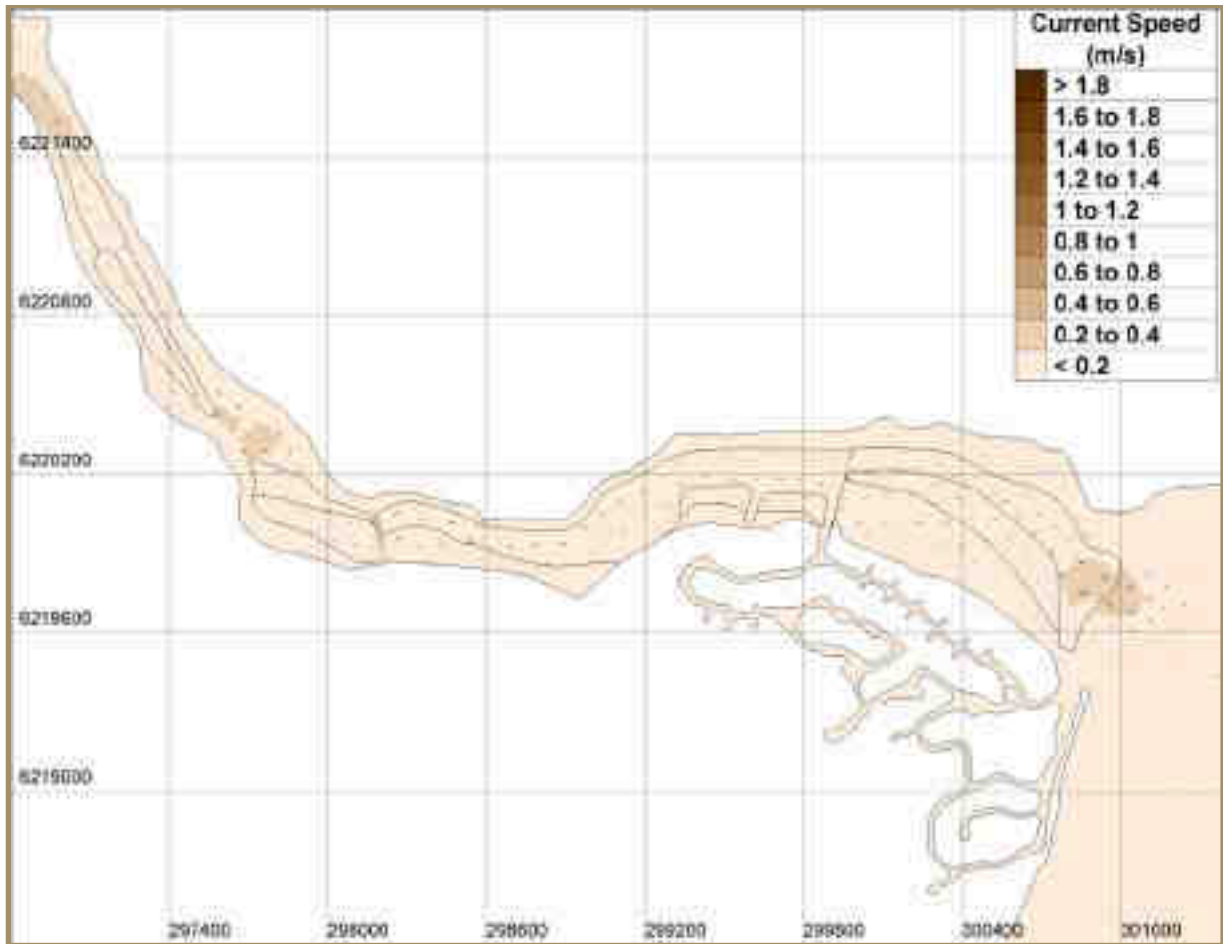 Current Speed
(m/s)
> 1.8
1.6 to 1.8
1.4 to 1.6
1.2 to 1.4
1 to 1.2
0.8 to 1
0.6 to 0.8
0.4 to 0.6
0.2 to 0.4
< 0.2
6221400
6220800
6220200
6219600
6219000
297400
298000
298600
299200
299800
300400
301000